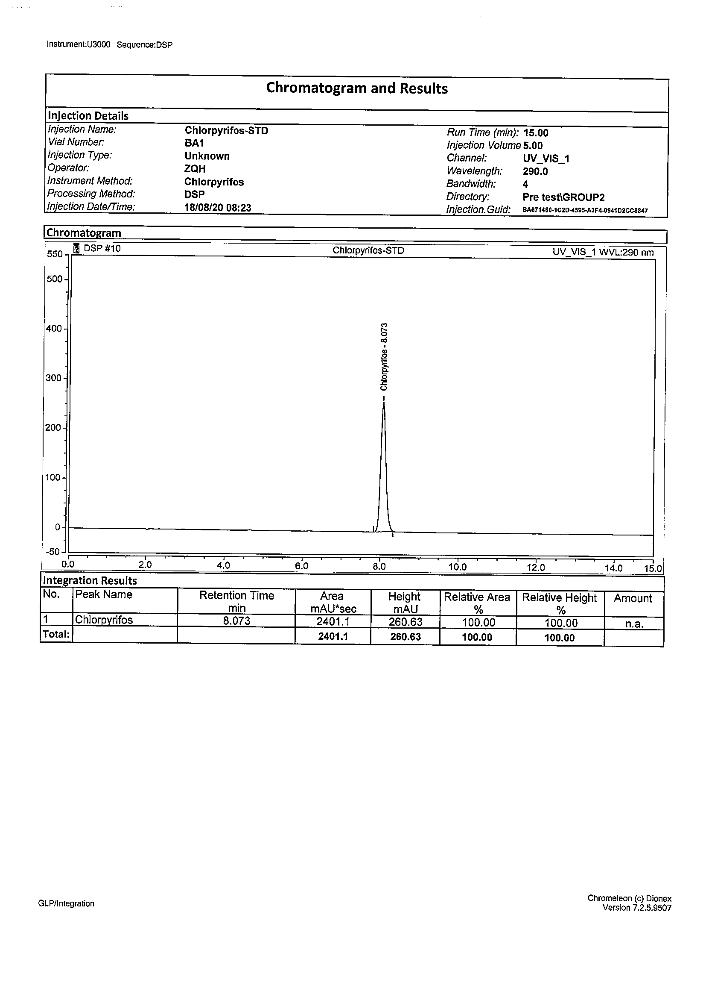 Instrument:U3000 Sequence:DSP
Chromatogram and Results
Injection Details
Injection Name: Chlorpyrifos-STD Run Time (min): 15.00
Vial Number: BA1 Injection Volume 5.00
Injection Type: Unknown Channel: UV_VIS_1
Operator: ZQH Wavelength: 290.0
Instrument Method: Chlorpyrifos Bandwidth: 4
Processing Method: DSP Directory: Pre test\GROUP2
Injection Date/Time: 18/08/20 08:23 Injection.Guid: BA671460-1C2D-4595-A3F4-0941D2CC8847
Chromatogram
DSP #10 Chlorpyrifos-STD UV_VIS_1 WVL:290 nm
550
500
400
300
200
100
0
-50
Chlorpyrifos - 8.073
0.0 2.0 4.0 6.0 8.0 10.0 12.0 14.0 15.0
Integration Results
No. Peak Name Retention Time Area Height Relative Area Relative Height Amount
min mAU*sec mAU % %
1 Chlorpyrifos 8.073 2401.1 260.63 100.00 100.00 n.a.
Total: 2401.1 260.63 100.00 100.00
GLP/Integration
Chromeleon (c) Dionex
Version 7.2.5.9507